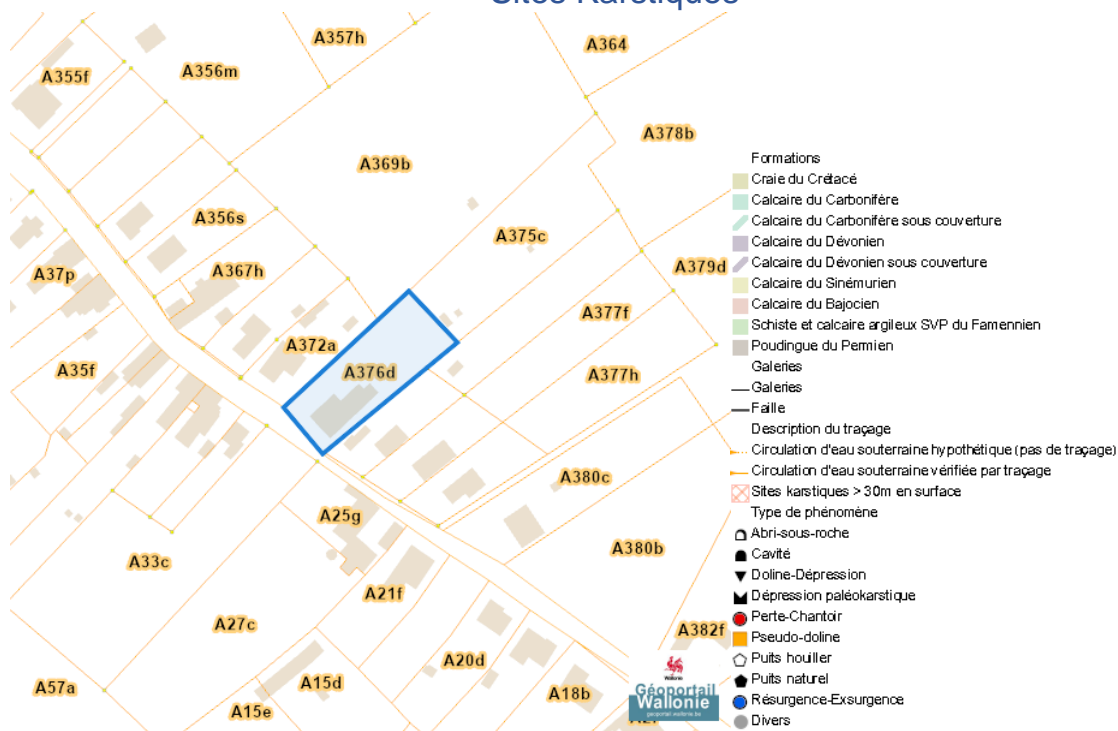 Sites Karstiques
A357h
A364
A355f
A356m
A378b
A369b
A356s
A375c
A37p
A367h
A379d
A377f
A372a
A376d
A35f
A377h
A380c
A25g
A33c
A380b
A21f
A27c
A382f
A20d
A57a
A15d
A18b
A15e
Formations
Craie du Crétacé
Calcaire du Carbonifère
Calcaire du Carbonifère sous couverture
Calcaire du Dévonien
Calcaire du Dévonien sous couverture
Calcaire du Sinémurien
Calcaire du Bajocien
Schiste et calcaire argileux SVP du Famennien
Poudingue du Permien
Galeries
Galeries
Faille
Description du traçage
Circulation d'eau souterraine hypothétique (pas de traçage)
Circulation d'eau souterraine vérifiée par traçage
Sites karstiques > 30m en surface
Type de phénomène
Abri-sous-roche
Cavité
Doline-Dépression
Dépression paléokarstique
Perte-Chantoir
Pseudo-doline
Puits houiller
Puits naturel
Résurgence-Exsurgence
Divers
Wallonie
Géoportail
Wallonie
geoportail.wallonie.be